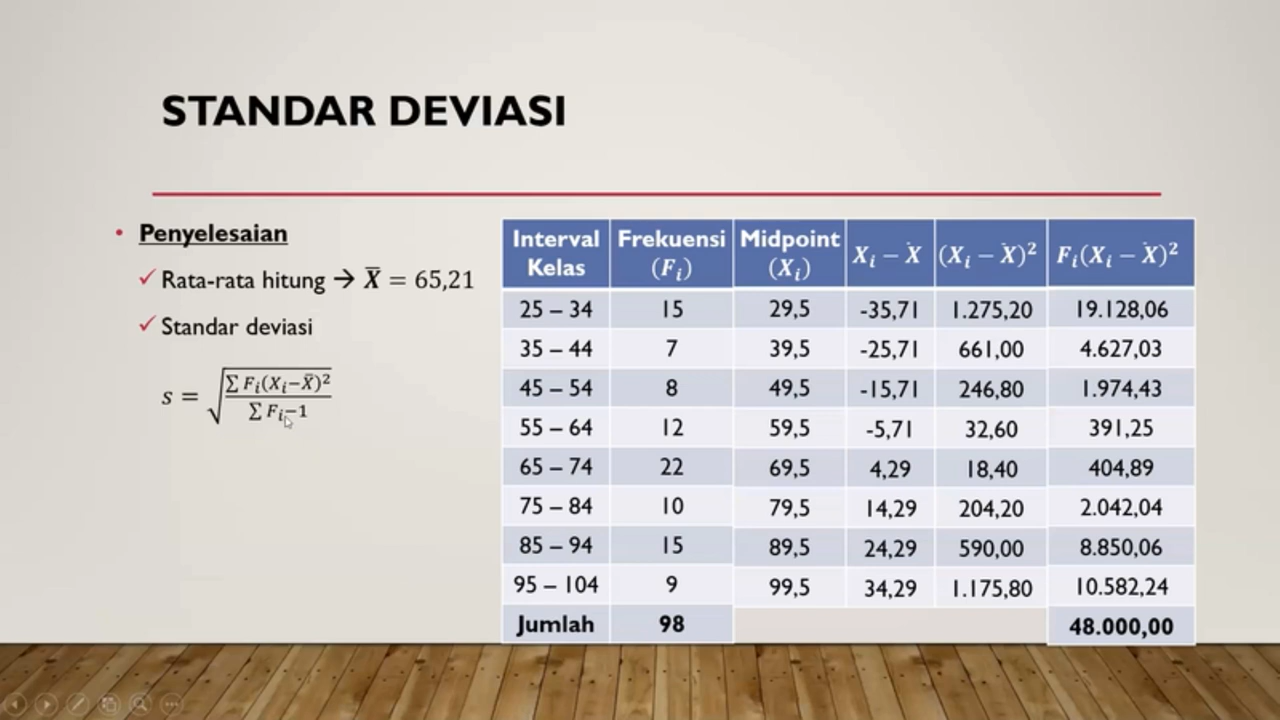 STANDAR DEVIASI
• Penyelesaian
✓ Rata-rata hitung → X̄ = 65,21
✓ Standar deviasi
s = √(∑ Fᵢ(Xᵢ−X̄)² / ∑ Fᵢ−1)
Interval Kelas | Frekuensi (Fᵢ) | Midpoint (Xᵢ) | Xᵢ − X̄ | (Xᵢ − X̄)² | Fᵢ(Xᵢ − X̄)²
25 – 34 | 15 | 29,5 | -35,71 | 1.275,20 | 19.128,06
35 – 44 | 7 | 39,5 | -25,71 | 661,00 | 4.627,03
45 – 54 | 8 | 49,5 | -15,71 | 246,80 | 1.974,43
55 – 64 | 12 | 59,5 | -5,71 | 32,60 | 391,25
65 – 74 | 22 | 69,5 | 4,29 | 18,40 | 404,89
75 – 84 | 10 | 79,5 | 14,29 | 204,20 | 2.042,04
85 – 94 | 15 | 89,5 | 24,29 | 590,00 | 8.850,06
95 – 104 | 9 | 99,5 | 34,29 | 1.175,80 | 10.582,24
Jumlah | 98 | 48.000,00